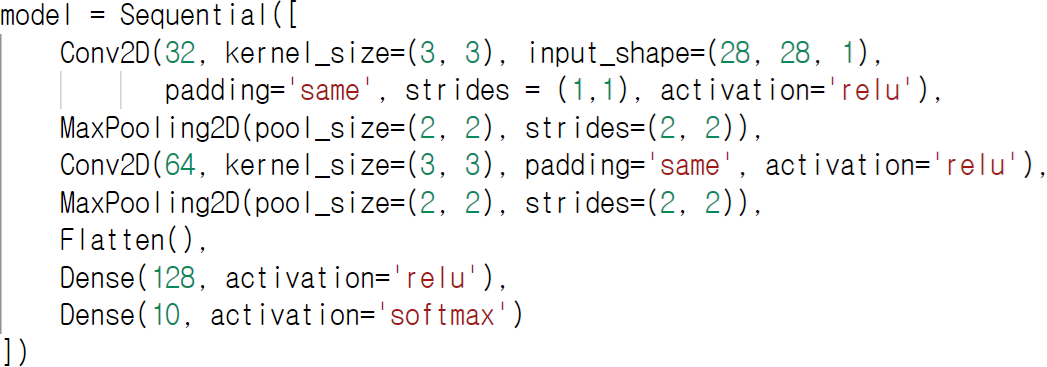 model = Sequential([
    Conv2D(32, kernel_size=(3, 3), input_shape=(28, 28, 1),
           padding='same', strides = (1,1), activation='relu'),
    MaxPooling2D(pool_size=(2, 2), strides=(2, 2)),
    Conv2D(64, kernel_size=(3, 3), padding='same', activation='relu'),
    MaxPooling2D(pool_size=(2, 2), strides=(2, 2)),
    Flatten(),
    Dense(128, activation='relu'),
    Dense(10, activation='softmax')
])